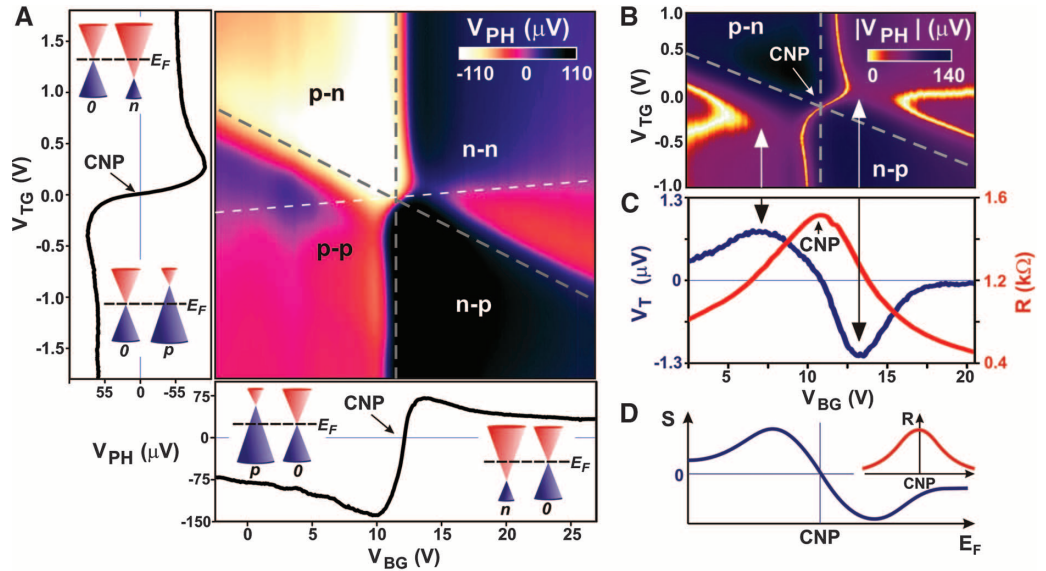 A
V_PH (μV)
-110 0 110
p-n
n-n
p-p
n-p
V_TG (V)
1.5
1.0
0.5
0.0
-0.5
-1.0
-1.5
E_F
0 n
CNP
E_F
0 p
55 0 -55
V_PH (μV)
75
0
-75
-150
E_F
p 0
CNP
E_F
n 0
0 5 10 15 20 25
V_BG (V)
B
V_TG (V)
1.0
0.5
0.0
-0.5
1.0
p-n
CNP
|V_PH| (μV)
0 140
n-p
C
V_T (μV)
1.3
0
-1.3
CNP
1.6
1.2
0.4
R (kΩ)
5 10 15 20
V_BG (V)
D
S
0
CNP
E_F
R
CNP